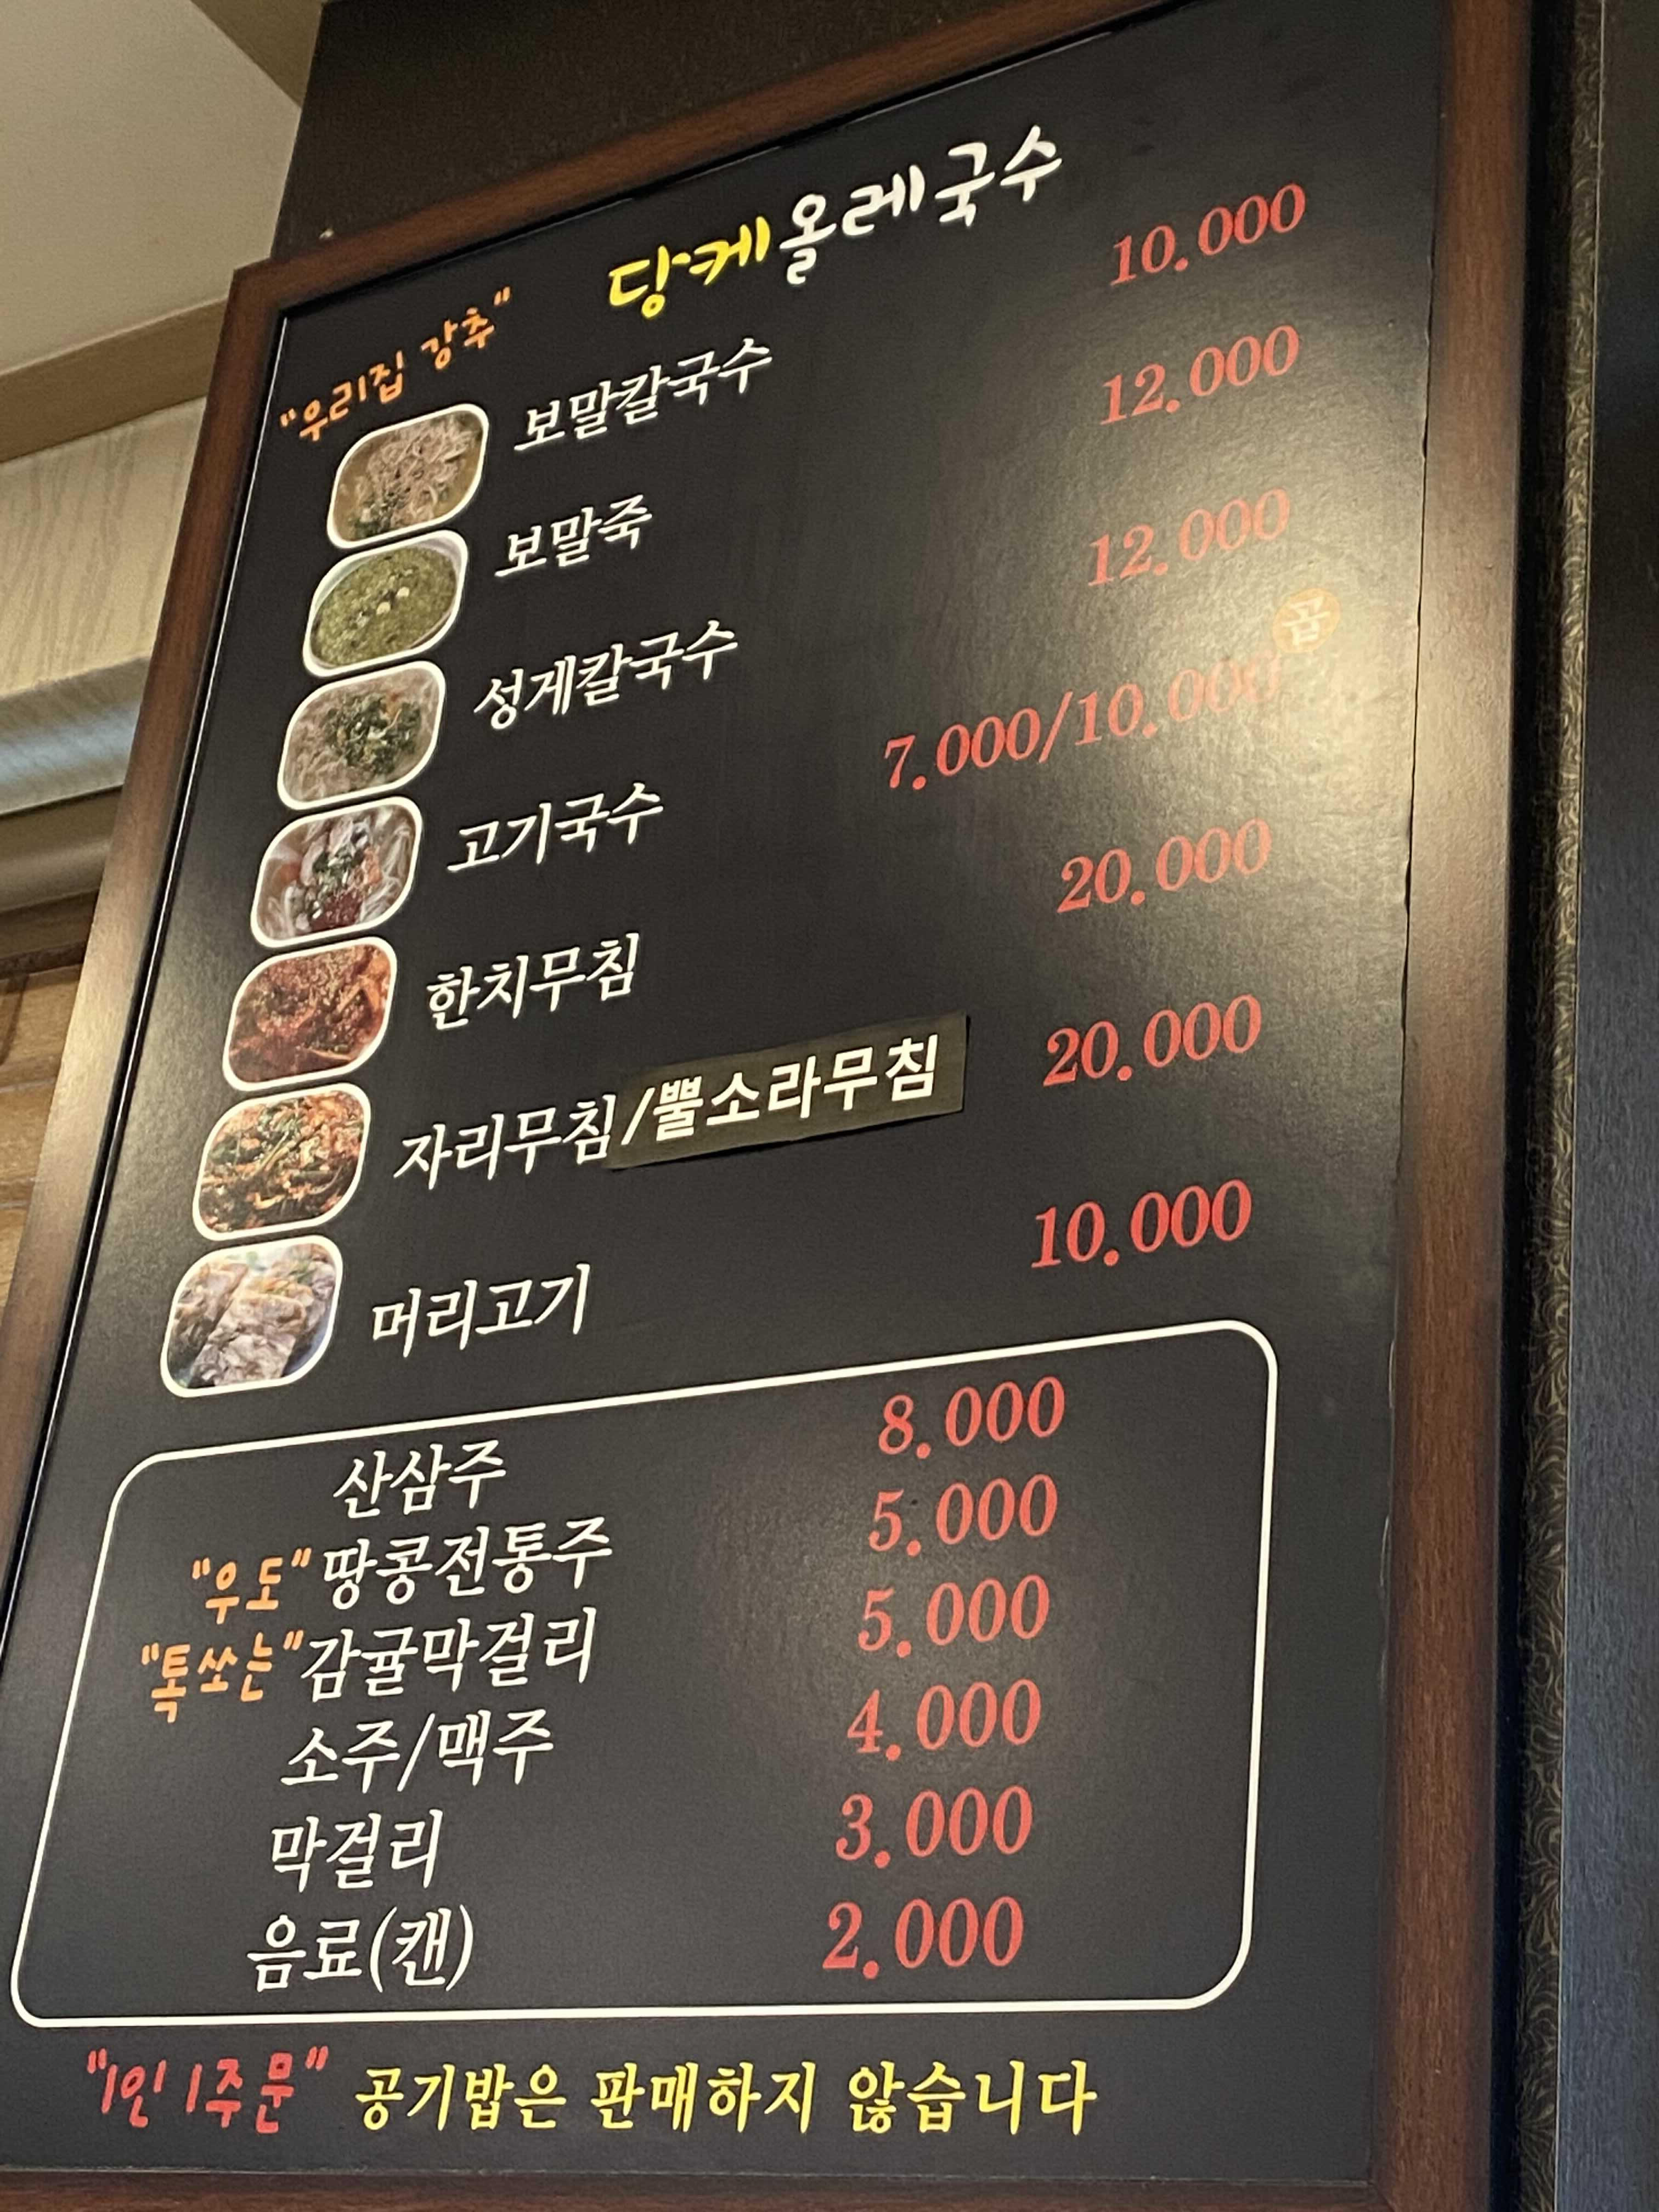 당케올레국수
"우리집 강추"
보말칼국수 10.000
보말죽 12.000
성게칼국수 12.000
고기국수 7.000/10.000 곱
한치무침 20.000
자리무침/뿔소라무침 20.000
머리고기 10.000
산삼주 8.000
"우도"땅콩전통주 5.000
"톡쏘는"감귤막걸리 5.000
소주/맥주 4.000
막걸리 3.000
음료(캔) 2.000
"1인 1주문" 공기밥은 판매하지 않습니다